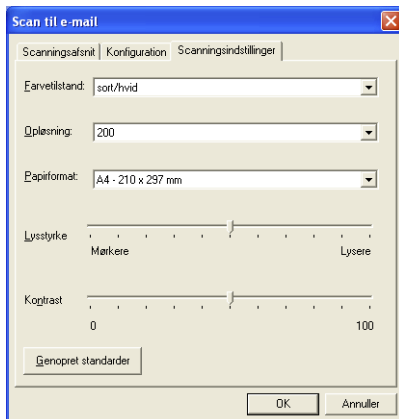 Scan til e-mail
Scanningsafsnit Konfiguration Scanningsindstillinger
Farvetilstand: sort/hvid
Opløsning: 200
Papirformat: A4 - 210 x 297 mm
Lysstyrke
Mørkere Lysere
Kontrast
0 100
Genopret standarder
OK Annuller